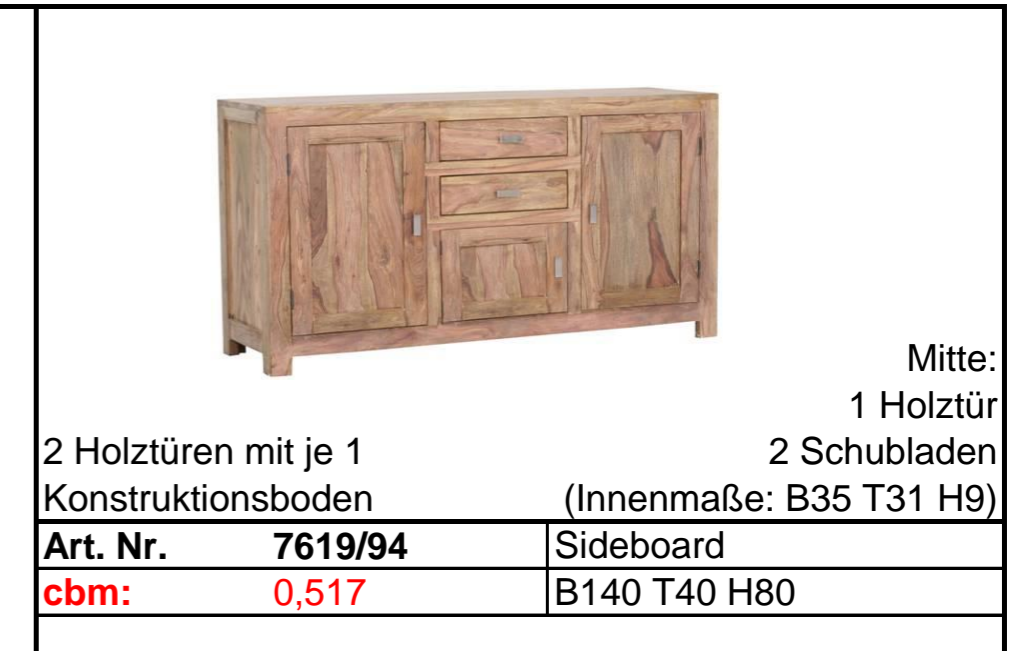 Mitte:
1 Holztür
2 Holztüren mit je 1
2 Schubladen
Konstruktionsboden
(Innenmaße: B35 T31 H9)
Art. Nr. 7619/94
Sideboard
cbm: 0,517
B140 T40 H80